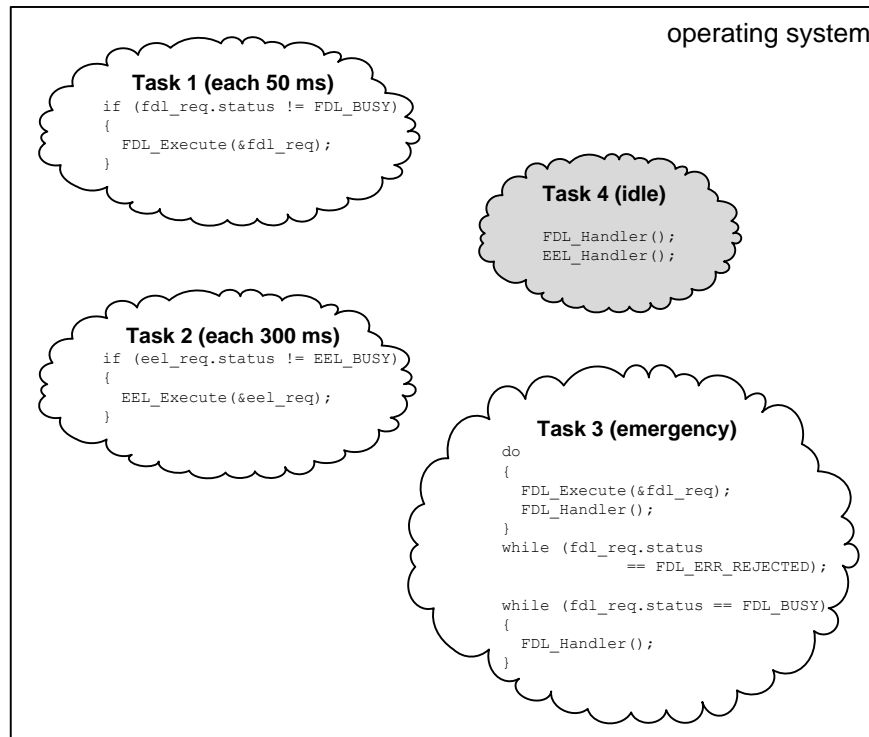 operating system
Task 1 (each 50 ms)
if (fdl_req.status != FDL_BUSY)
{
FDL_Execute(&fdl_req);
}
Task 4 (idle)
FDL_Handler();
EEL_Handler();
Task 2 (each 300 ms)
if (eel_req.status != EEL_BUSY)
{
EEL_Execute(&eel_req);
}
Task 3 (emergency)
do
{
FDL_Execute(&fdl_req);
FDL_Handler();
}
while (fdl_req.status
== FDL_ERR_REJECTED);
while (fdl_req.status == FDL_BUSY)
{
FDL_Handler();
}